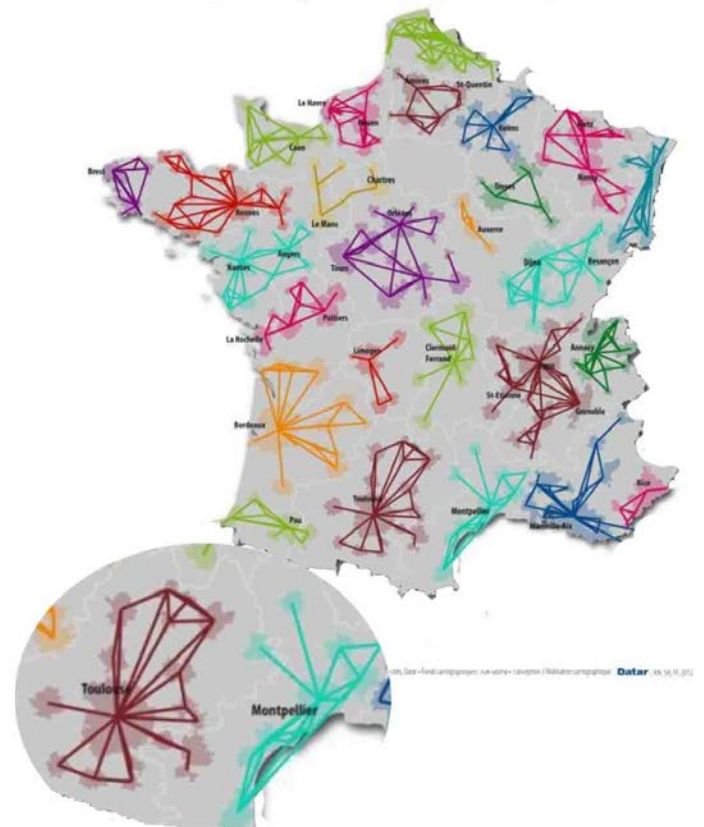 Amiens
St-Quentin
Le Havre
Rouen
Reims
Metz
Caen
Nancy
Brest
Chartres
Troyes
Rennes
Le Mans
Orléans
Auxerre
Nantes
Angers
Tours
Dijon
Besançon
Poitiers
La Rochelle
Limoges
Clermont-
Ferrand
Annecy
Lyon
St-Etienne
Grenoble
Bordeaux
Nice
Toulouse
Montpellier
Marseille-Aix
Pau
Datar
Toulouse
Montpellier